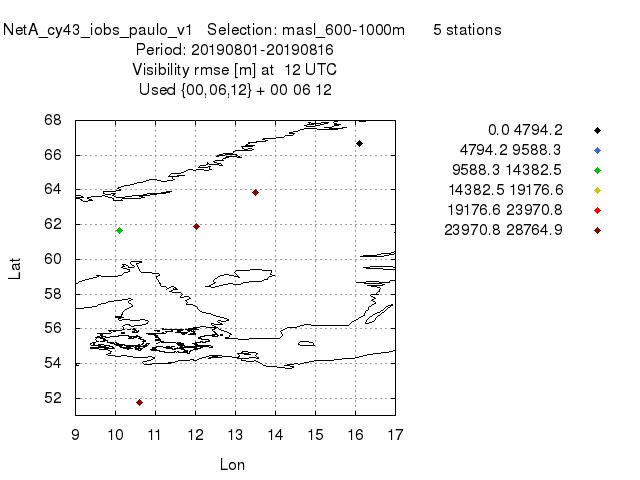 NetA_cy43_iobs_paulo_v1 Selection: masl_600-1000m 5 stations
Period: 20190801-20190816
Visibility rmse [m] at 12 UTC
Used {00,06,12} + 00 06 12
0.0 4794.2
4794.2 9588.3
9588.3 14382.5
14382.5 19176.6
19176.6 23970.8
23970.8 28764.9
68
66
64
62
60
58
56
54
52
Lat
9 10 11 12 13 14 15 16 17
Lon